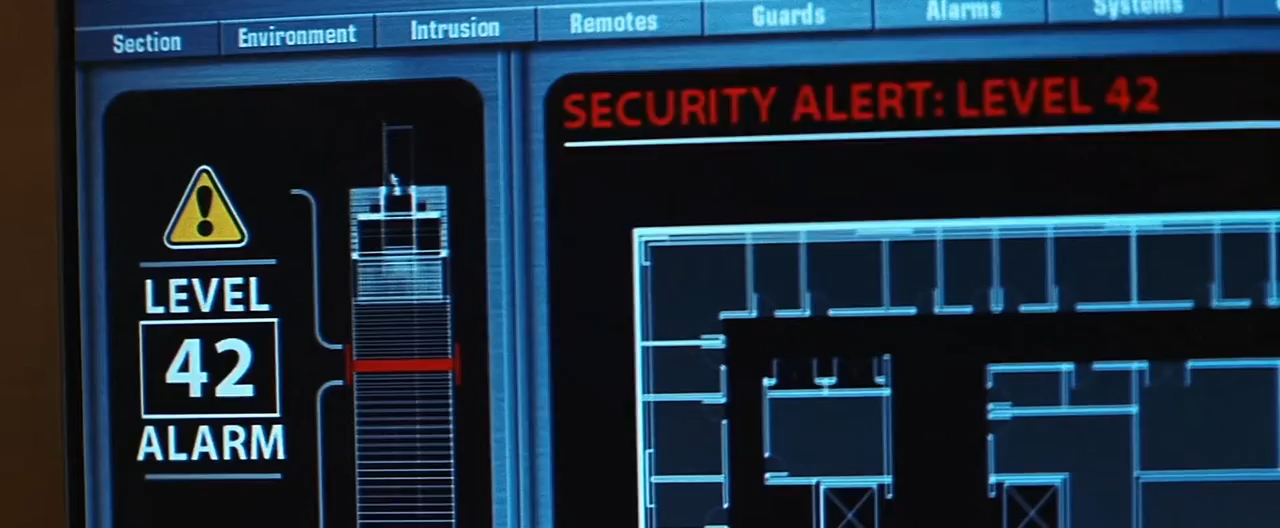 Section Environment Intrusion Remotes Guards Alarms Systems
SECURITY ALERT: LEVEL 42
LEVEL
42
ALARM